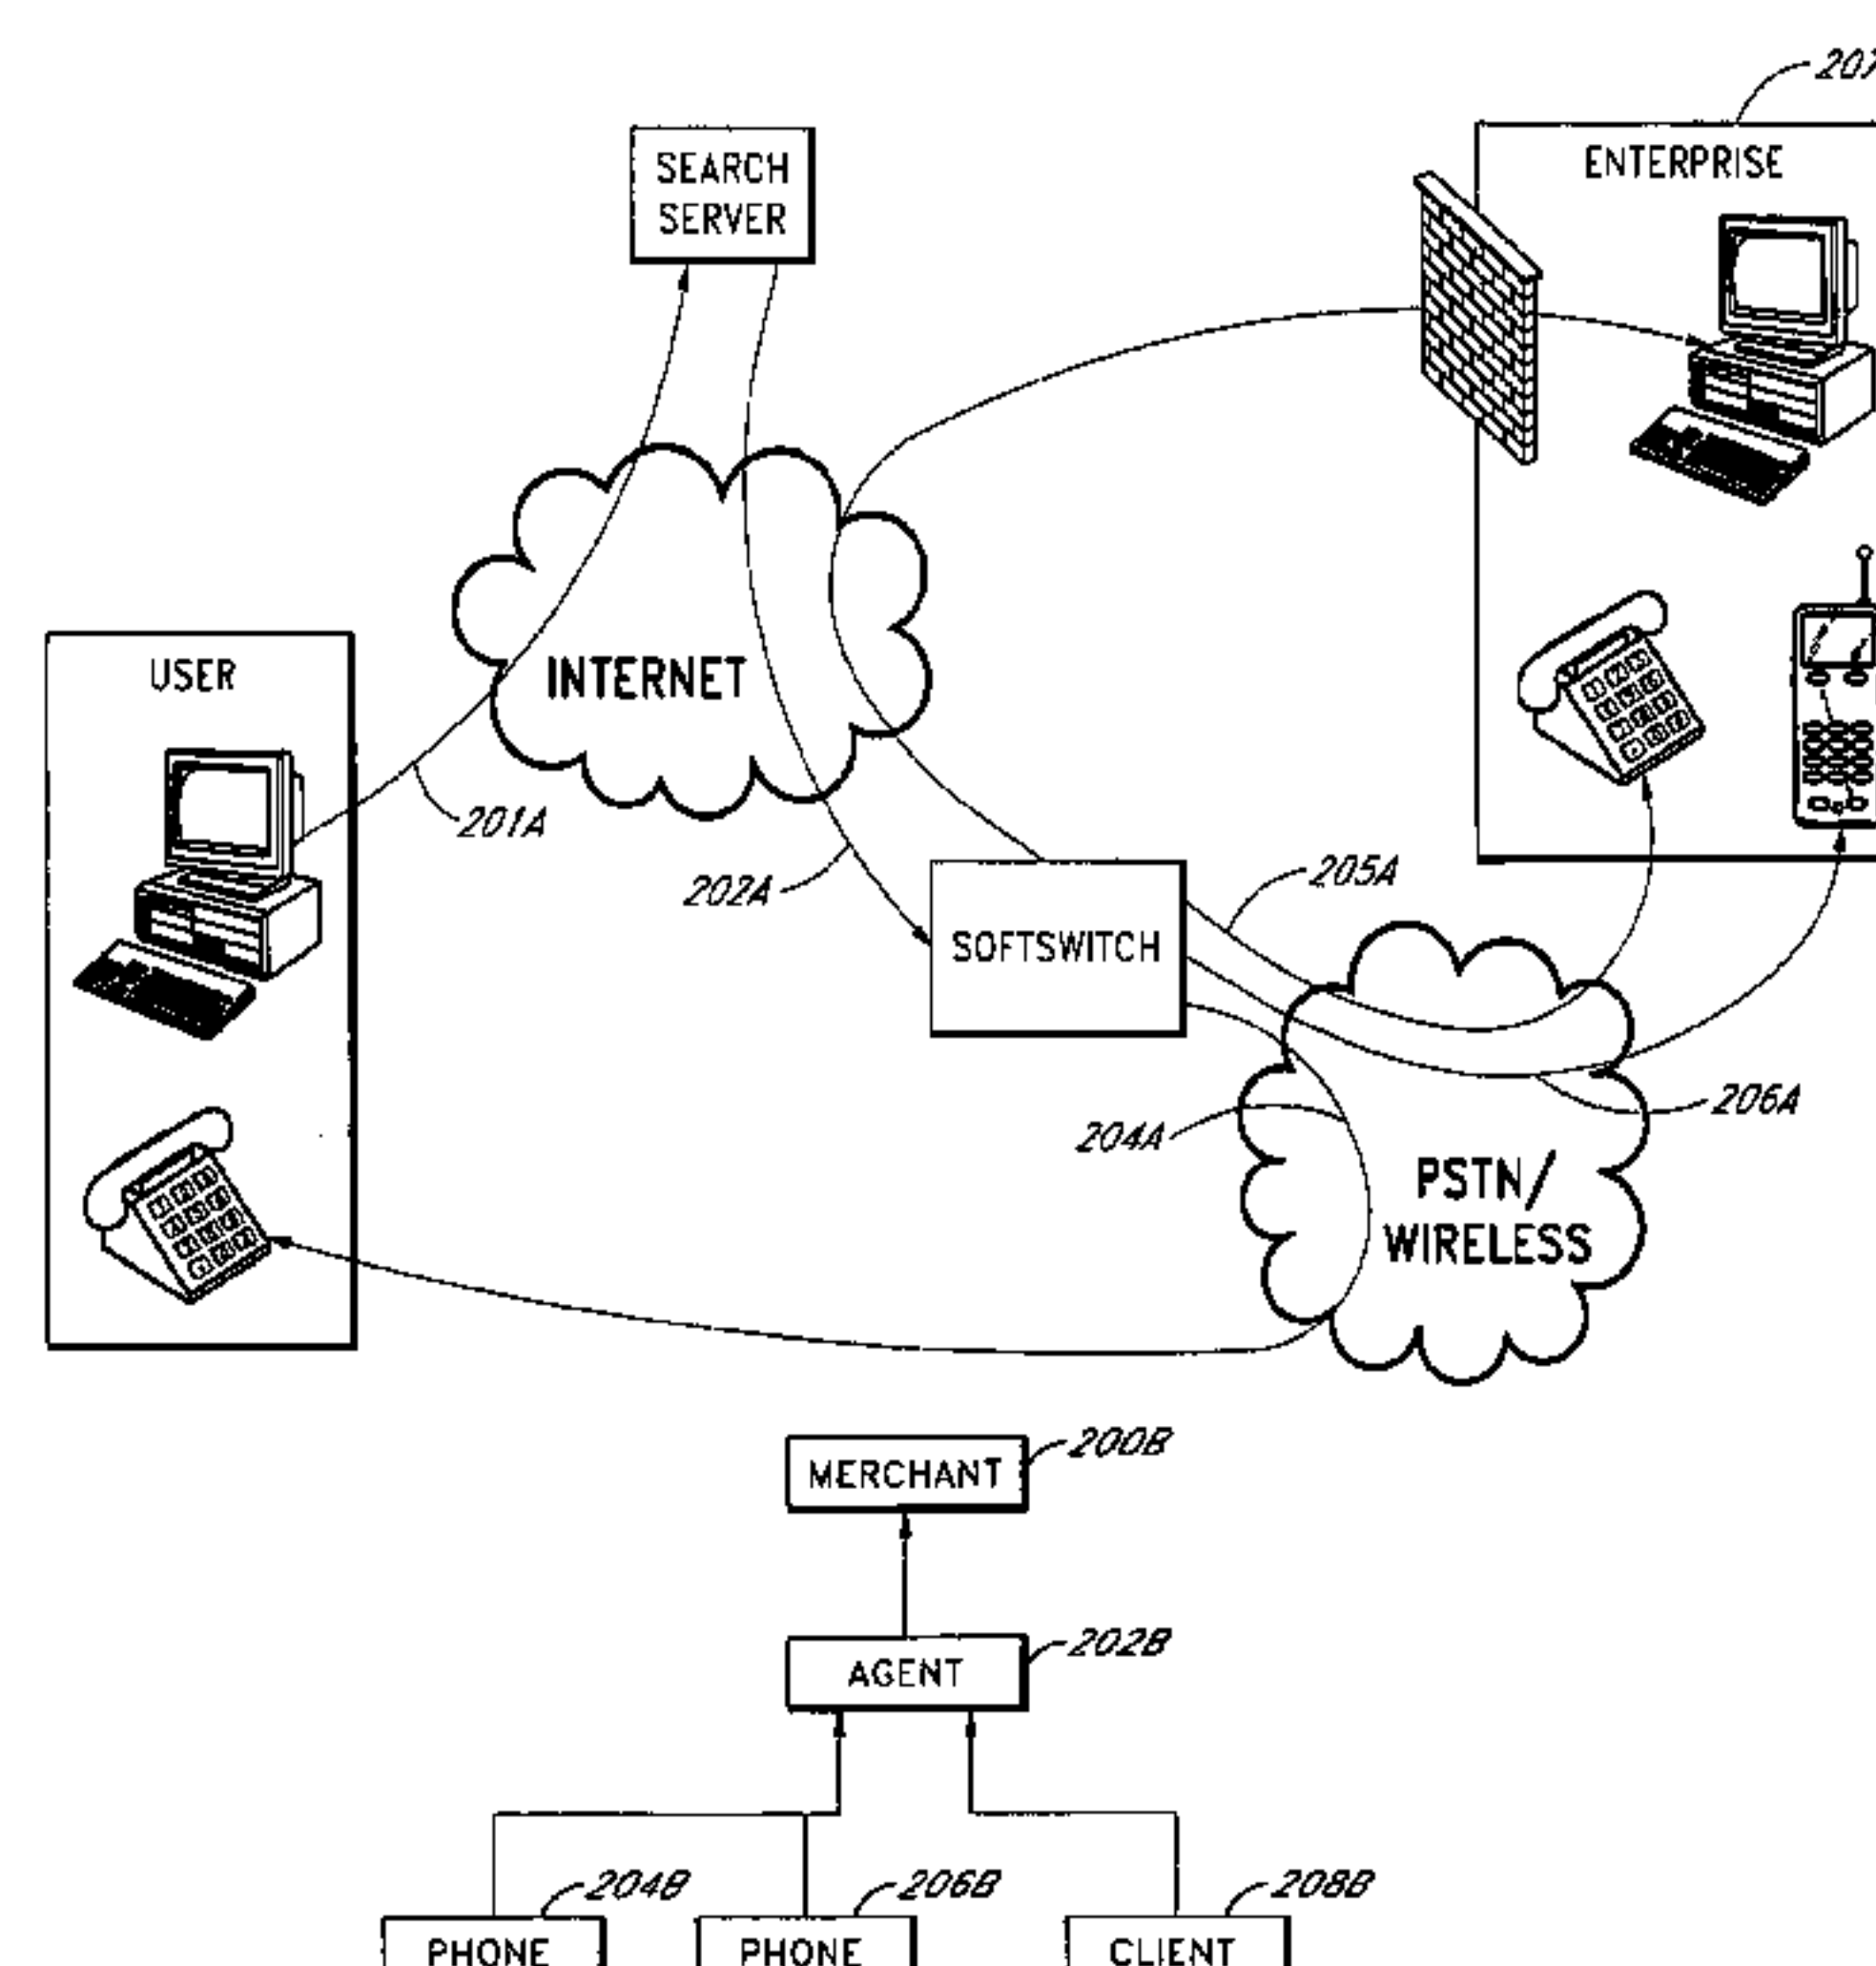 207
SEARCH
SERVER
ENTERPRISE
USER
INTERNET
201A
202A
205A
SOFTSWITCH
206A
204A
PSTN/
WIRELESS
MERCHANT
200B
AGENT
202B
204B
206B
208B
PHONE
PHONE
CLIENT